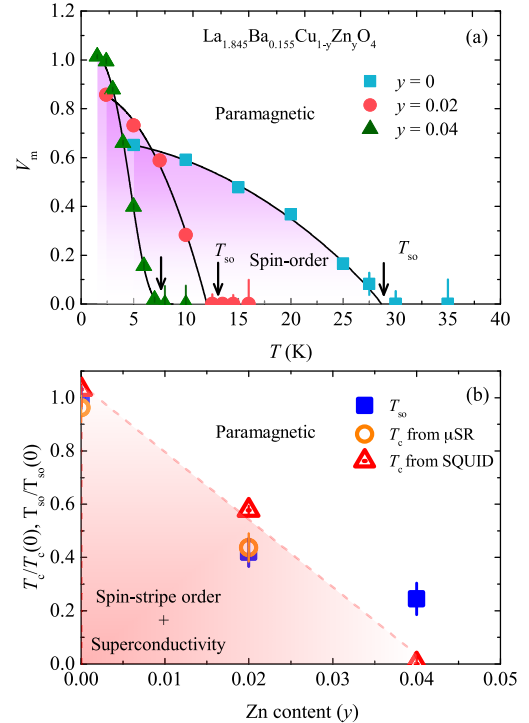 La1.845Ba0.155Cu1-yZnyO4
(a)
y = 0
y = 0.02
y = 0.04
Paramagnetic
Spin-order
Tso
Tso
Vm
1.0
0.8
0.6
0.4
0.2
0.0
0 5 10 15 20 25 30 35 40
T (K)
(b)
Tso
Tc from μSR
Tc from SQUID
Paramagnetic
Spin-stripe order
+
Superconductivity
Tc/Tc(0), Tso/Tso(0)
1.0
0.8
0.6
0.4
0.2
0.0
0.00 0.01 0.02 0.03 0.04 0.05
Zn content (y)